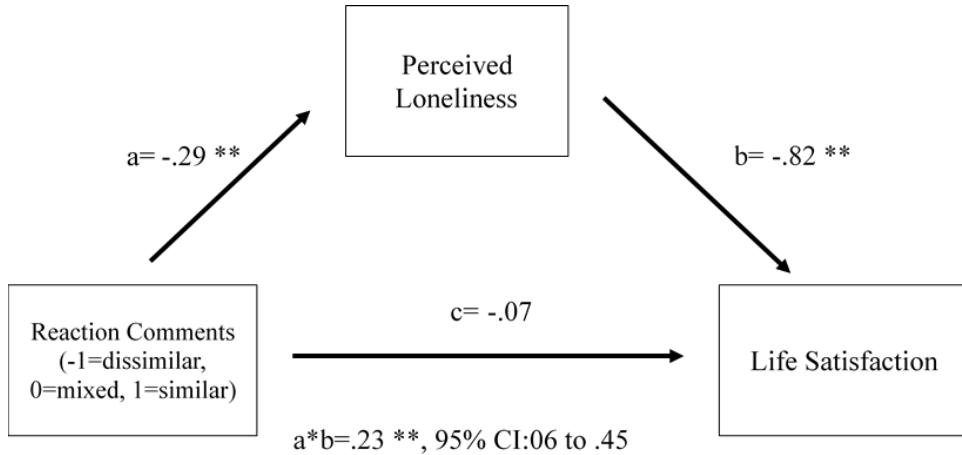 Perceived
Loneliness
a= -.29 **
b= -.82 **
c= -.07
Reaction Comments
(-1=dissimilar,
0=mixed, 1=similar)
Life Satisfaction
a*b=.23 **, 95% CI:06 to .45